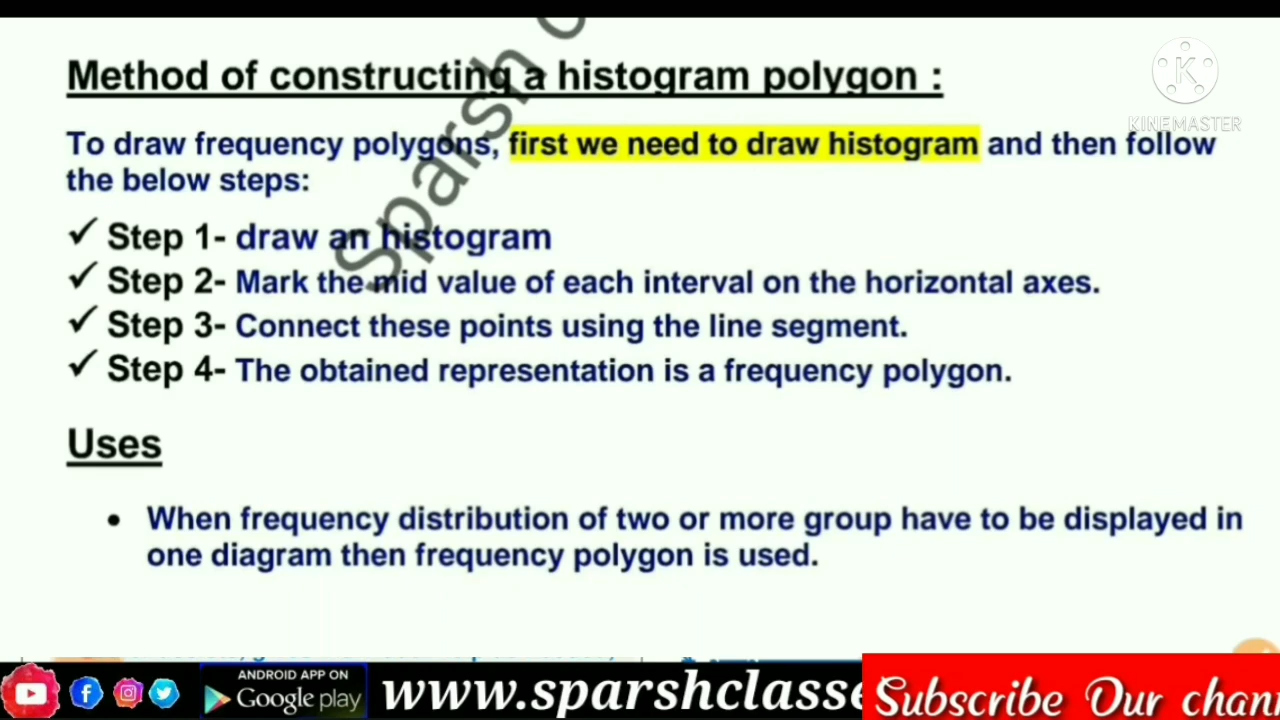 Method of constructing a histogram polygon :
KINEMASTER
To draw frequency polygons, first we need to draw histogram and then follow
the below steps:
✓ Step 1- draw an histogram
✓ Step 2- Mark the mid value of each interval on the horizontal axes.
✓ Step 3- Connect these points using the line segment.
✓ Step 4- The obtained representation is a frequency polygon.
Sparsh
Uses
• When frequency distribution of two or more group have to be displayed in
one diagram then frequency polygon is used.
ANDROID APP ON
Google play
www.sparshclasse
Subscribe Our chan